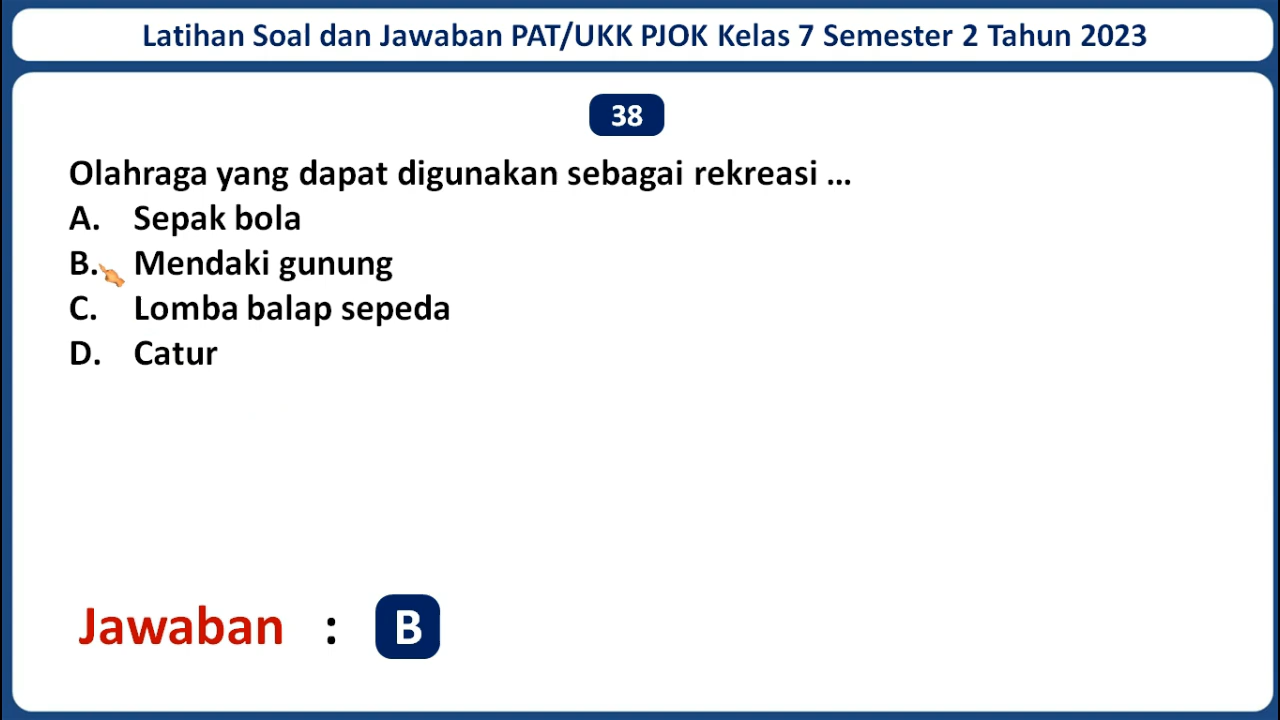 Latihan Soal dan Jawaban PAT/UKK PJOK Kelas 7 Semester 2 Tahun 2023
38
Olahraga yang dapat digunakan sebagai rekreasi ...
A. Sepak bola
B. Mendaki gunung
C. Lomba balap sepeda
D. Catur
Jawaban : B